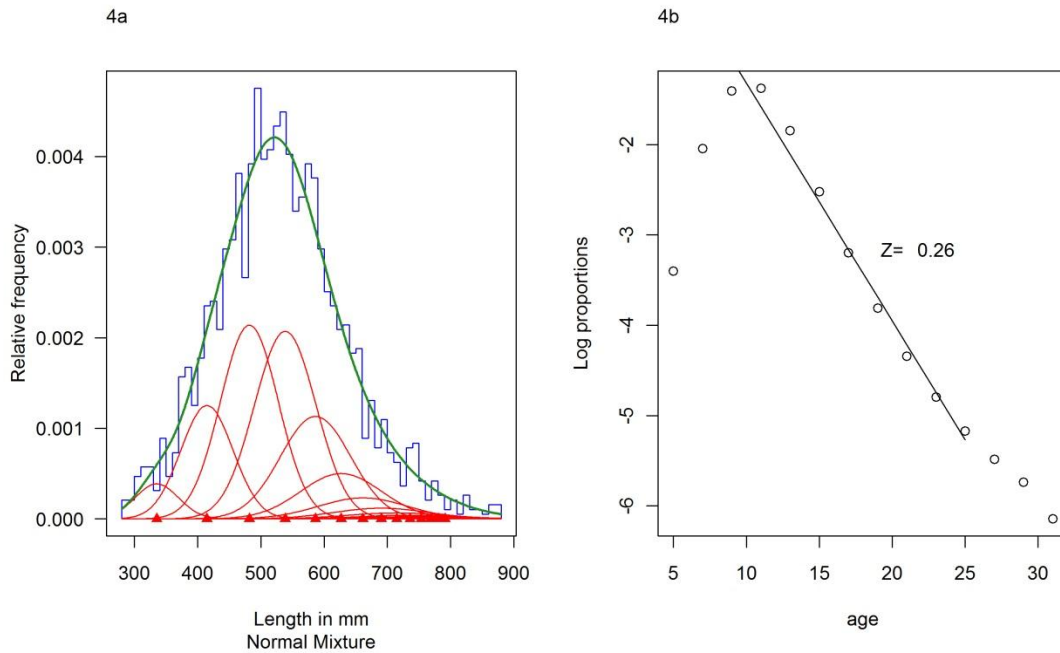 4a
Relative frequency
0.004
0.003
0.002
0.001
0.000
300 400 500 600 700 800 900
Length in mm
Normal Mixture
4b
Log proportions
-2
-3
-4
-5
-6
Z= 0.26
5 10 15 20 25 30
age